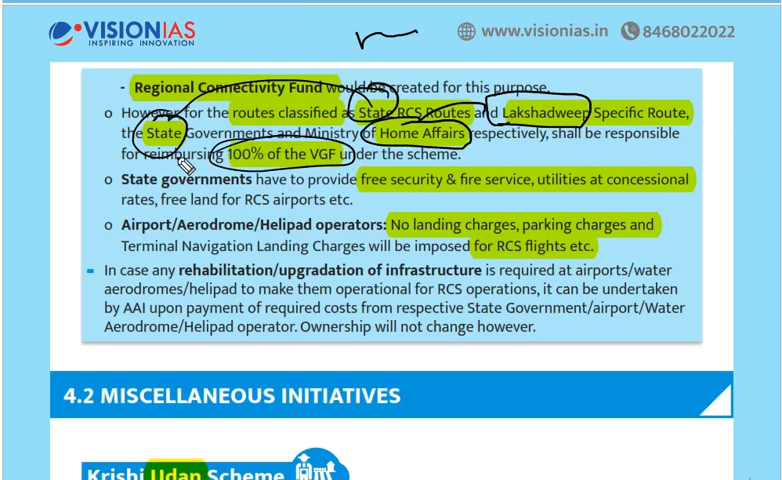 VISIONIAS
INSPIRING INNOVATION
www.visionias.in
8468022022
- Regional Connectivity Fund would be created for this purpose.
o However for the routes classified as State RCS Routes and Lakshadweep Specific Route,
the State Governments and Ministry of Home Affairs respectively, shall be responsible
for reimbursing 100% of the VGF under the scheme.
o State governments have to provide free security & fire service, utilities at concessional
rates, free land for RCS airports etc.
o Airport/Aerodrome/Helipad operators: No landing charges, parking charges and
Terminal Navigation Landing Charges will be imposed for RCS flights etc.
In case any rehabilitation/upgradation of infrastructure is required at airports/water
aerodromes/helipad to make them operational for RCS operations, it can be undertaken
by AAI upon payment of required costs from respective State Government/airport/Water
Aerodrome/Helipad operator. Ownership will not change however.
4.2 MISCELLANEOUS INITIATIVES
Krishi Udan Scheme